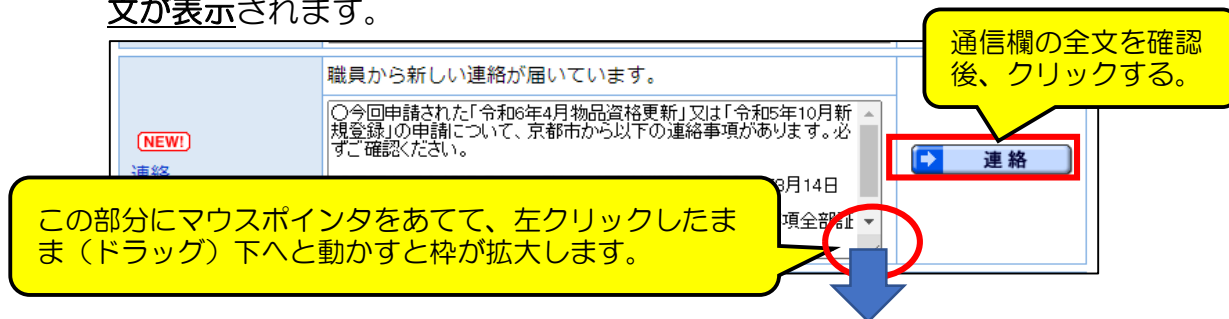 文が表示されます。
通信欄の全文を確認
後、クリックする。
職員から新しい連絡が届いています。
○今回申請された「令和6年4月物品資格更新」又は「令和5年10月新
規登録」の申請について、京都市から以下の連絡事項があります。必
ずご確認ください。
NEW!
連絡
連絡
月14日
項全部証
この部分にマウスポインタをあてて、左クリックしたま
ま（ドラッグ）下へと動かすと枠が拡大します。